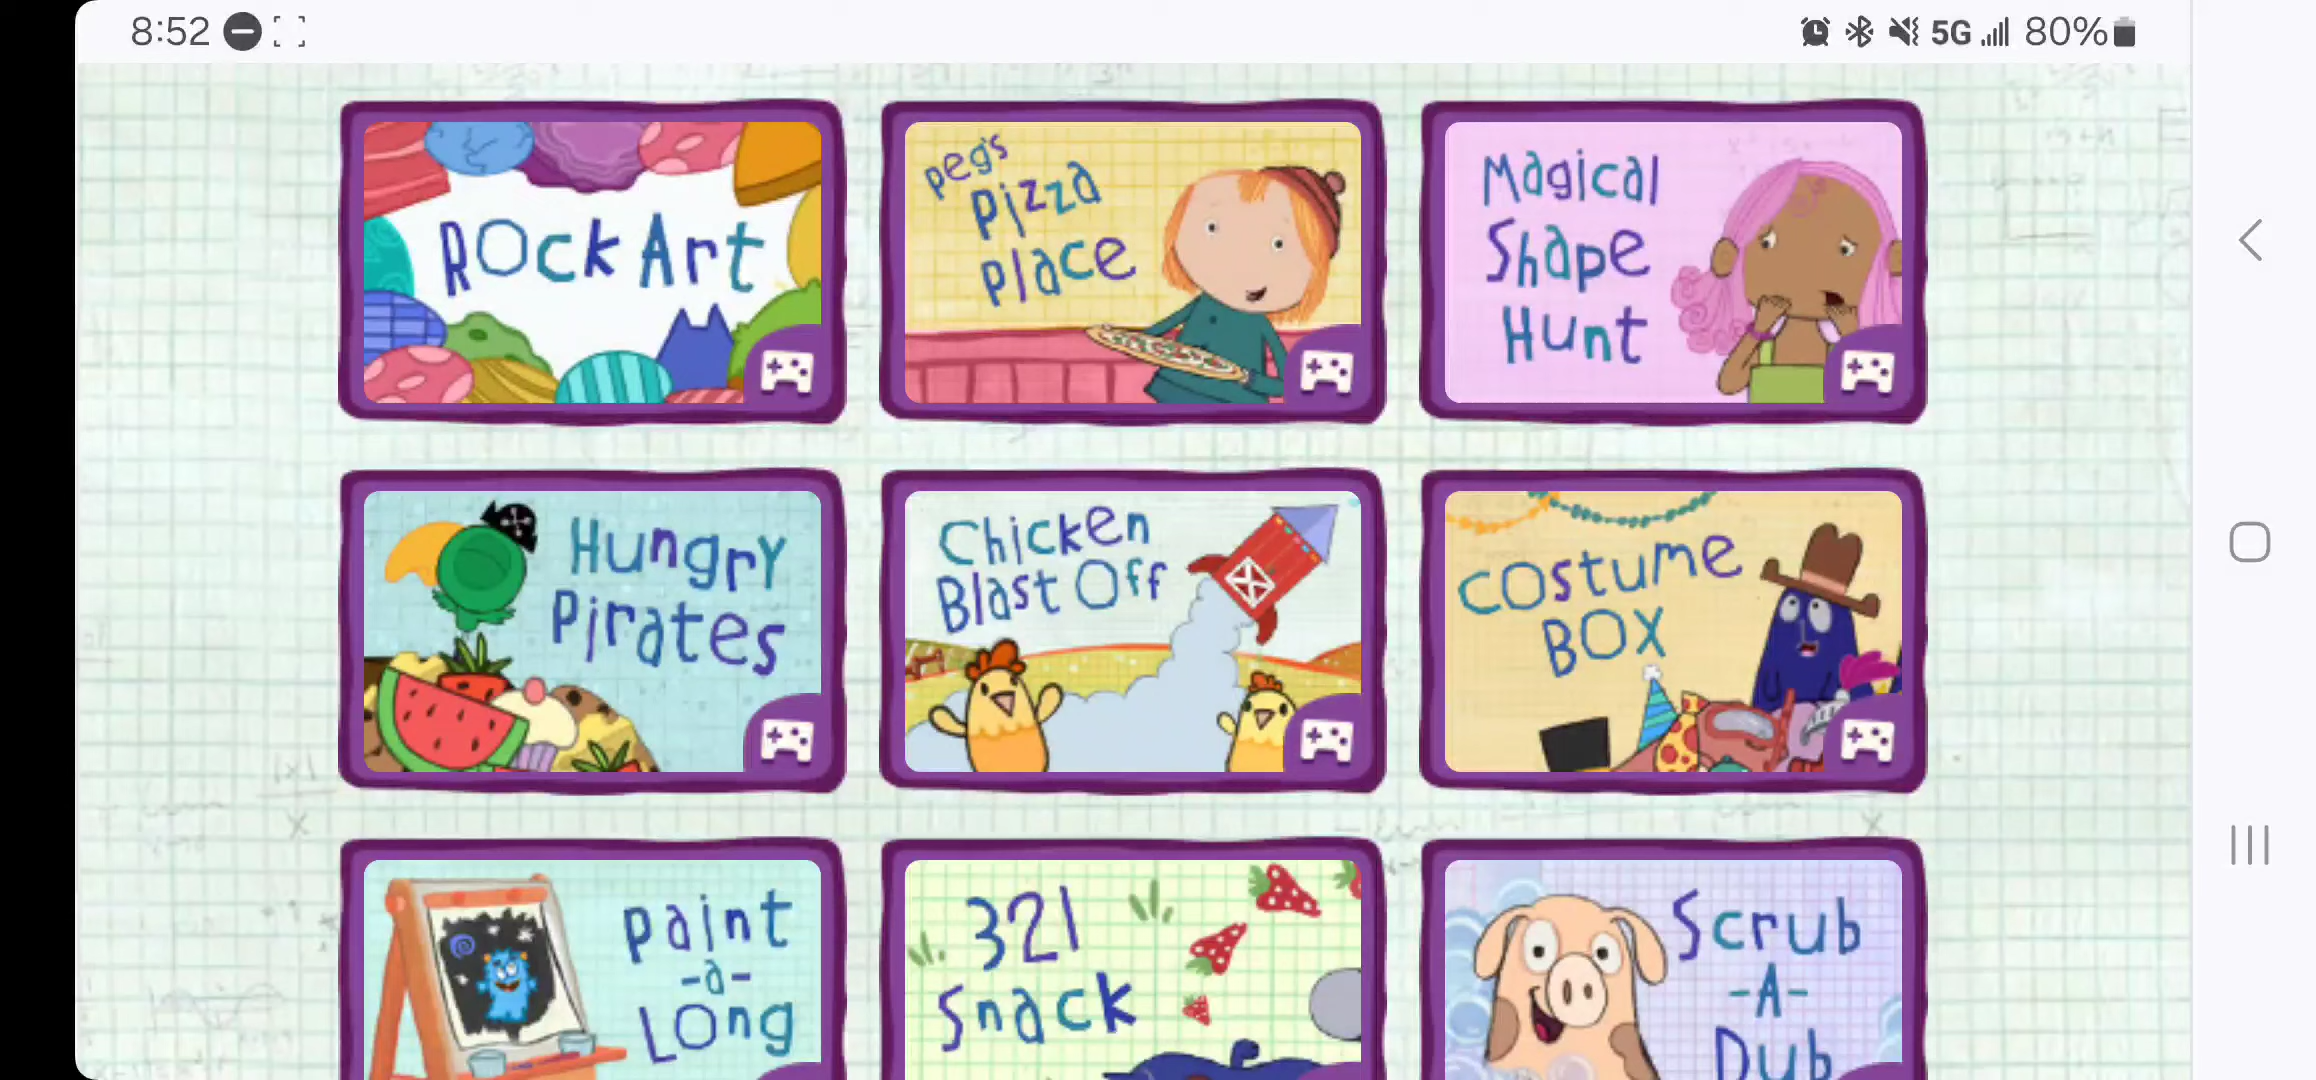 8:52
5G
80%
Rock Art
peg's
Pizza
Place
Magical
Shape
Hunt
Hungry
Pirates
Chicken
Blast Off
Costume
Box
Paint
-a-
Long
321
Snack
Scrub
-A-
Dub